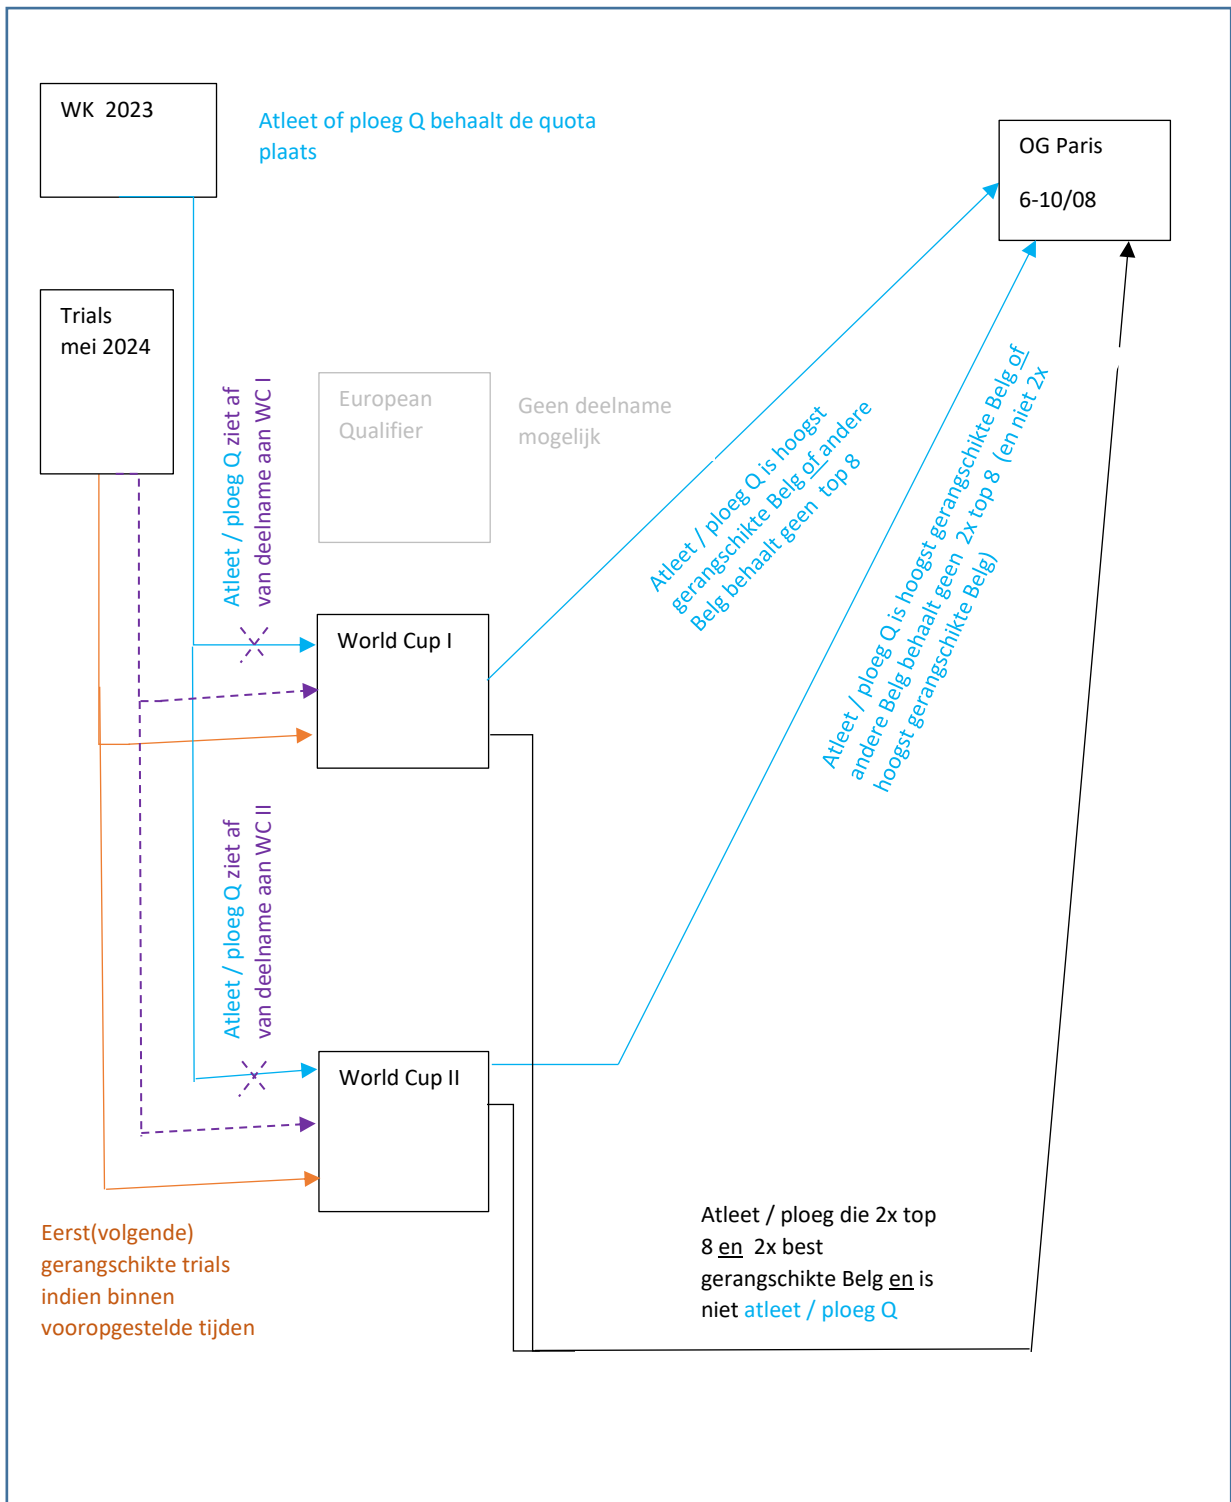 WK 2023
Atleet of ploeg Q behaalt de quota
plaats
OG Paris
6-10/08
Trials
mei 2024
Atleet / ploeg Q ziet af
van deelname aan WC I
European
Qualifier
Geen deelname
mogelijk
Atleet / ploeg Q is hoogst
gerangschikte Belg of andere
Belg behaalt geen top 8
Atleet / ploeg Q is hoogst gerangschikte Belg of
andere Belg behaalt geen 2x top 8 (en niet 2x
hoogst gerangschikte Belg)
World Cup I
Atleet / ploeg Q ziet af
van deelname aan WC II
World Cup II
Eerst(volgende)
gerangschikte trials
indien binnen
vooropgestelde tijden
Atleet / ploeg die 2x top
8 en 2x best
gerangschikte Belg en is
niet atleet / ploeg Q